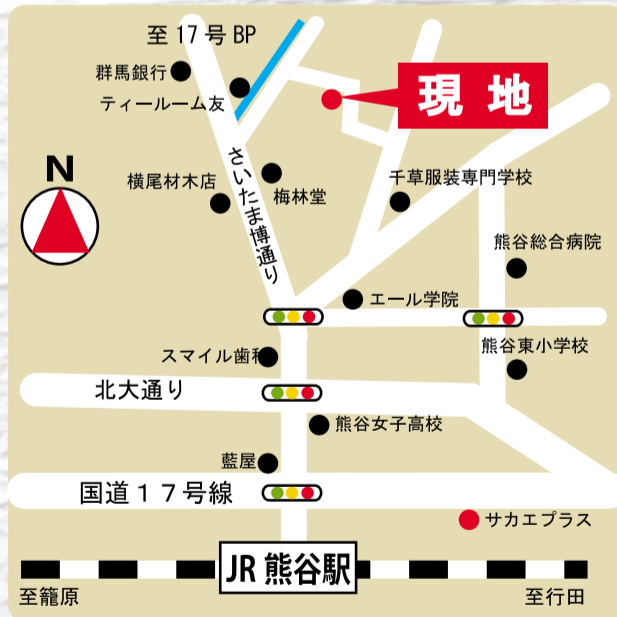 至17号BP
群馬銀行
ティールーム友
現地
N
さいたま博通り
横尾材木店
梅林堂
千草服装専門学校
熊谷総合病院
エール学院
スマイル歯科
熊谷東小学校
北大通り
熊谷女子高校
藍屋
国道17号線
サカエプラス
JR熊谷駅
至籠原
至行田